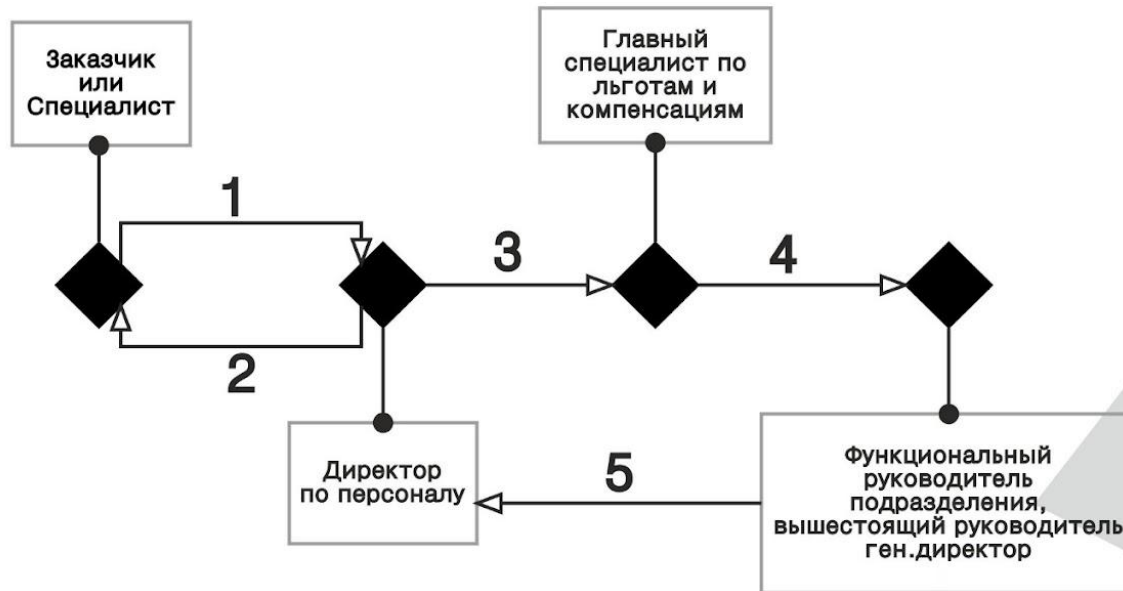 Заказчик
или
Специалист
Главный
специалист по
льготам и
компенсациям
1
2
3
4
Директор
по персоналу
5
Функциональный
руководитель
подразделения,
вышестоящий руководитель
ген.директор